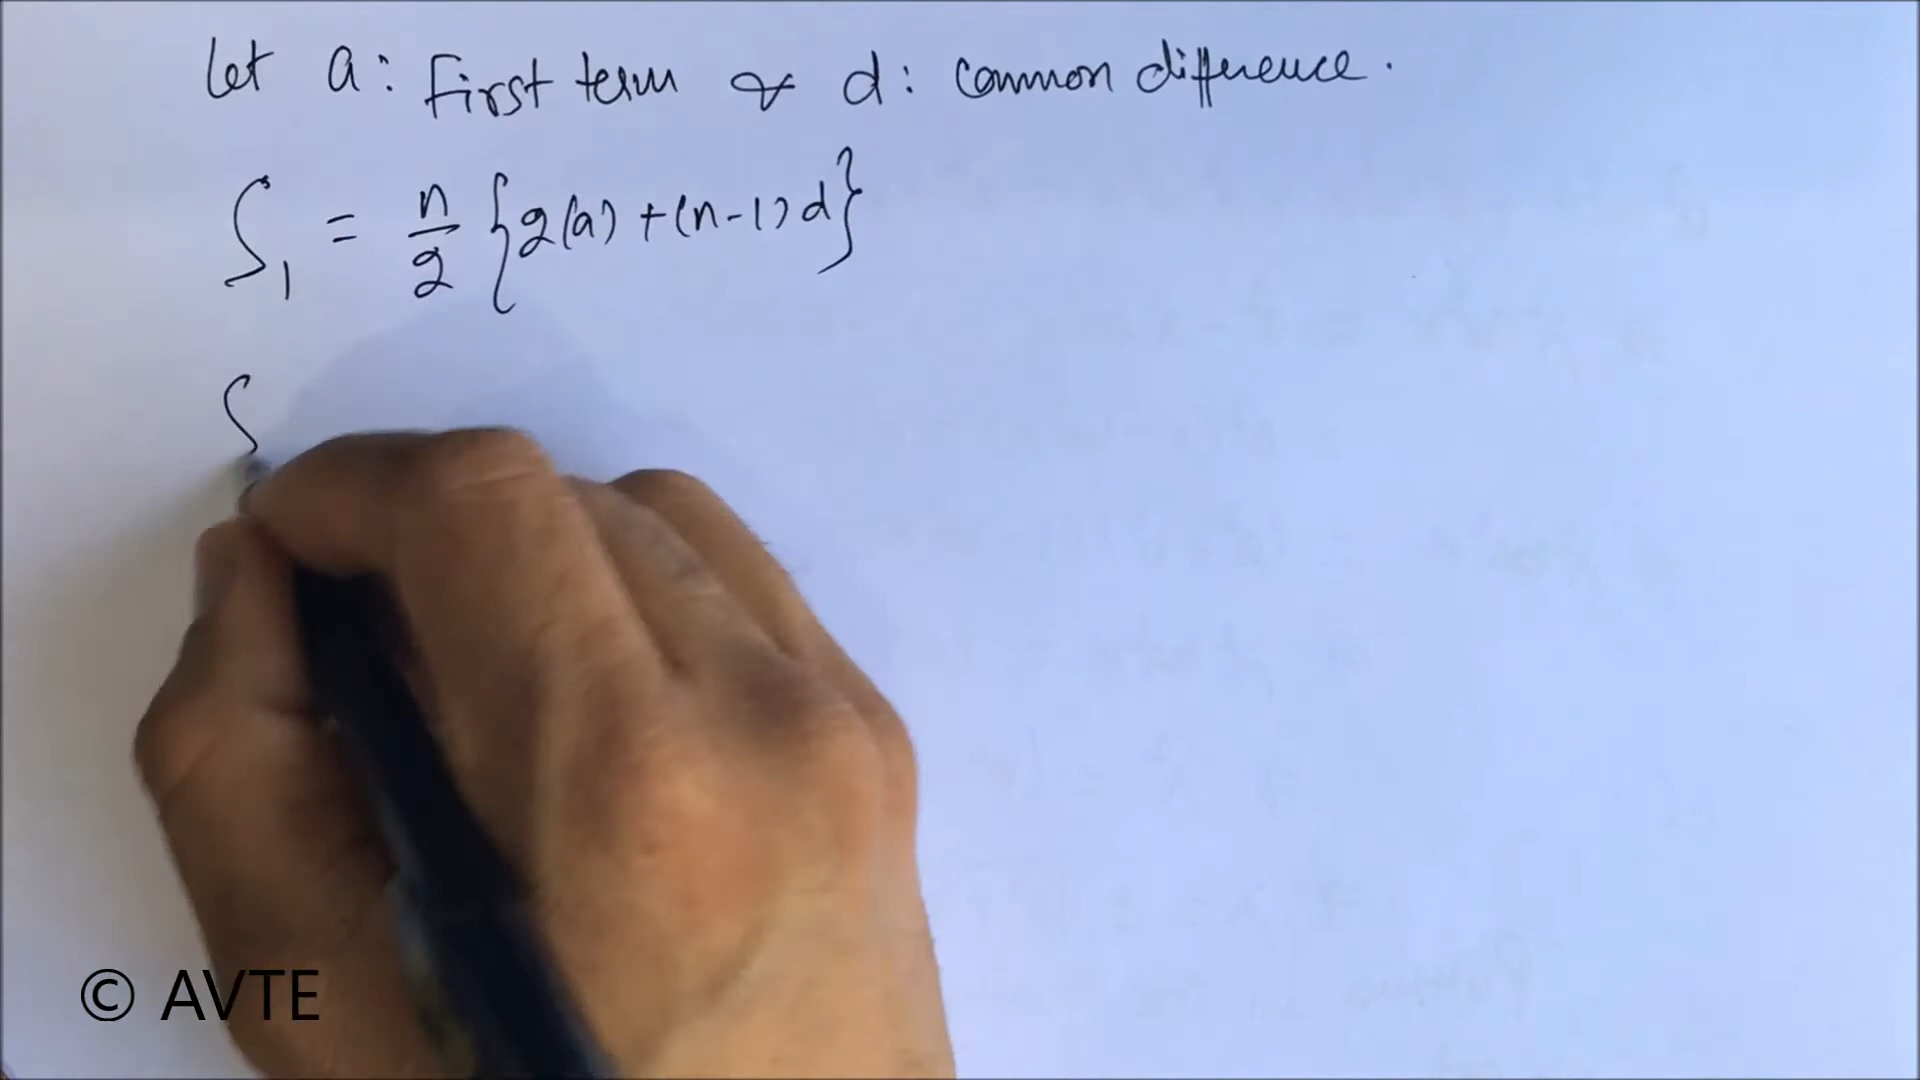 Let a: First term & d: common difference.
S₁ = n/2 {2(a) + (n-1)d}
S
© AVTE